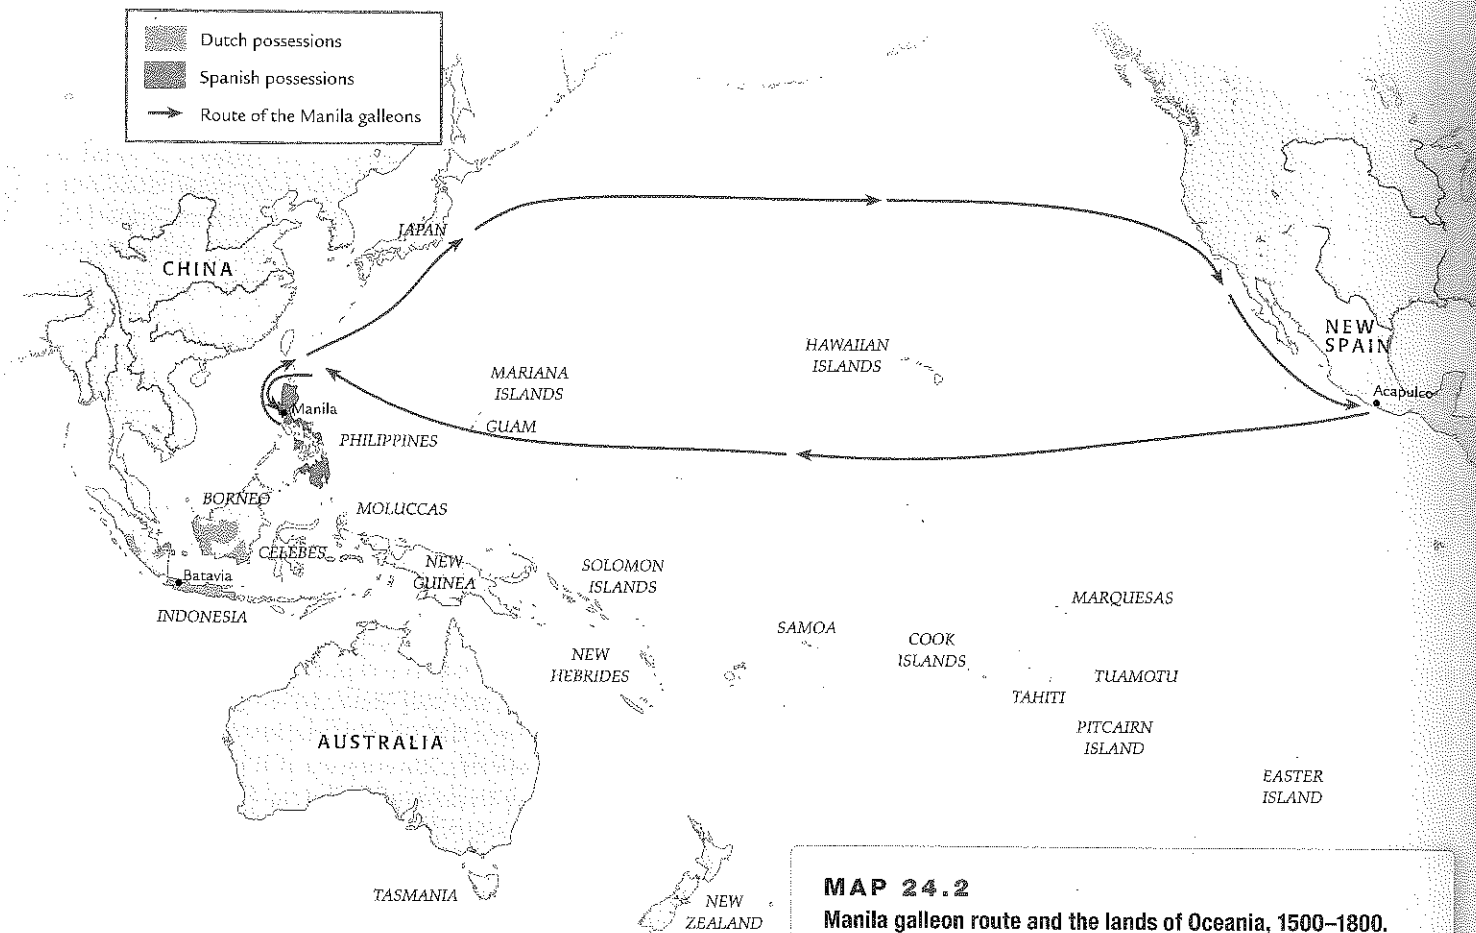 Dutch possessions
Spanish possessions
Route of the Manila galleons
JAPAN
CHINA
NEW
SPAIN
HAWAIIAN
ISLANDS
MARIANA
ISLANDS
Acapulco
Manila
GUAM
PHILIPPINES
BORNEO
MOLUCCAS
CELEBES
NEW
GUINEA
SOLOMON
ISLANDS
Batavia
INDONESIA
MARQUESAS
SAMOA
COOK
ISLANDS
NEW
HEBRIDES
TUAMOTU
TAHITI
PITCAIRN
ISLAND
AUSTRALIA
EASTER
ISLAND
TASMANIA
NEW
ZEALAND
MAP 24.2
Manila galleon route and the lands of Oceania, 1500–1800.